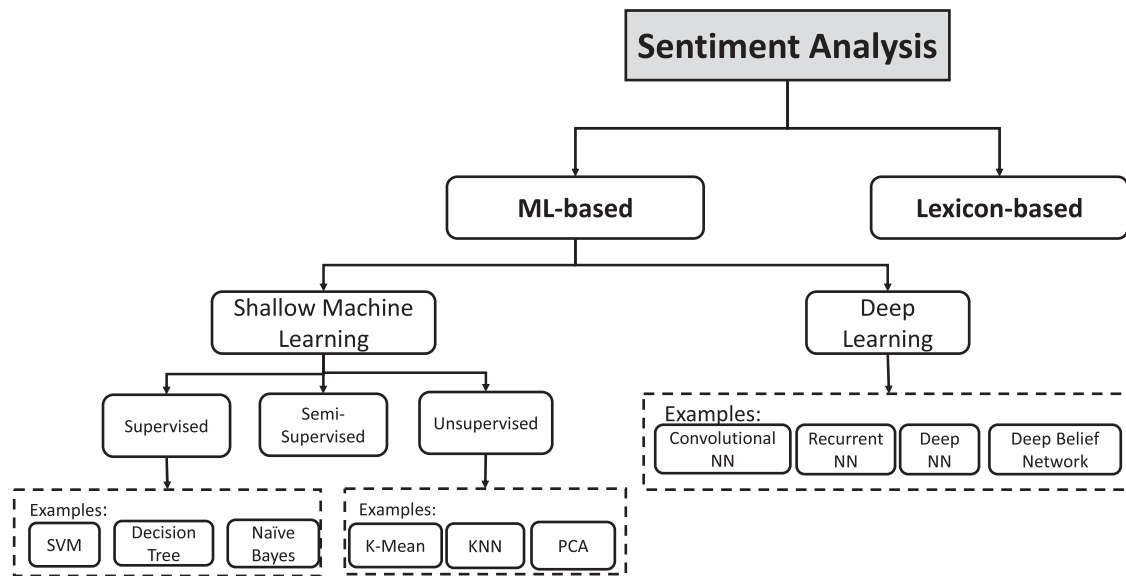 Sentiment Analysis
ML-based
Lexicon-based
Shallow Machine
Learning
Deep
Learning
Supervised
Semi-
Supervised
Unsupervised
Examples:
Convolutional
NN
Recurrent
NN
Deep
NN
Deep Belief
Network
Examples:
SVM
Decision
Tree
Naïve
Bayes
Examples:
K-Mean
KNN
PCA